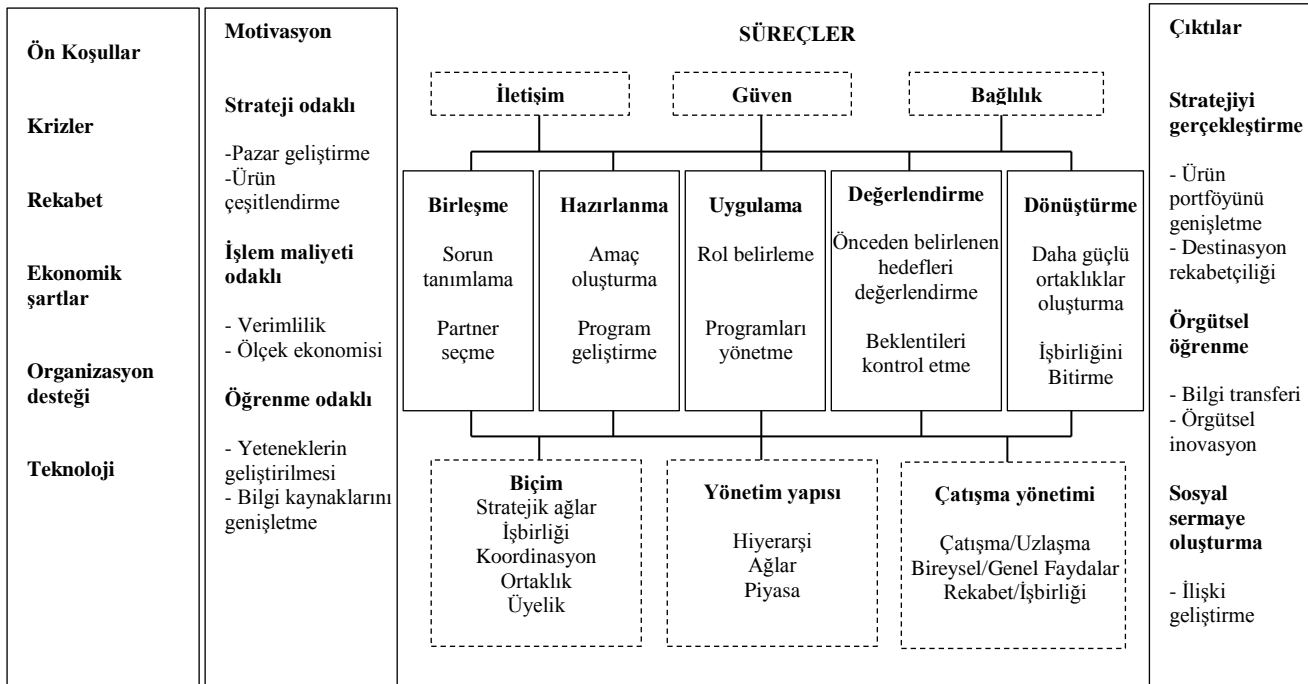 Ön Koşullar
Krizler
Rekabet
Ekonomik
şartlar
Organizasyon
desteği
Teknoloji
Motivasyon
Strateji odaklı
-Pazar geliştirme
-Ürün
çeşitlendirme
İşlem maliyeti
odaklı
- Verimlilik
- Ölçek ekonomisi
Öğrenme odaklı
- Yeteneklerin
geliştirilmesi
- Bilgi kaynaklarını
genişletme
SÜREÇLER
İletişim
Güven
Bağlılık
Birleşme
Sorun
tanımlama
Partner
seçme
Hazırlanma
Amaç
oluşturma
Program
geliştirme
Uygulama
Rol belirleme
Programları
yönetme
Değerlendirme
Önceden belirlenen
hedefleri
değerlendirme
Beklentileri
kontrol etme
Dönüştürme
Daha güçlü
ortaklıklar
oluşturma
İşbirliğini
Bitirme
Biçim
Stratejik ağlar
İşbirliği
Koordinasyon
Ortaklık
Üyelik
Yönetim yapısı
Hiyerarşi
Ağlar
Piyasa
Çatışma yönetimi
Çatışma/Uzlaşma
Bireysel/Genel Faydalar
Rekabet/İşbirliği
Çıktılar
Stratejiyi
gerçekleştirme
- Ürün
portföyünü
genişletme
- Destinasyon
rekabetçiliği
Örgütsel
öğrenme
- Bilgi transferi
- Örgütsel
inovasyon
Sosyal
sermaye
oluşturma
- İlişki
geliştirme